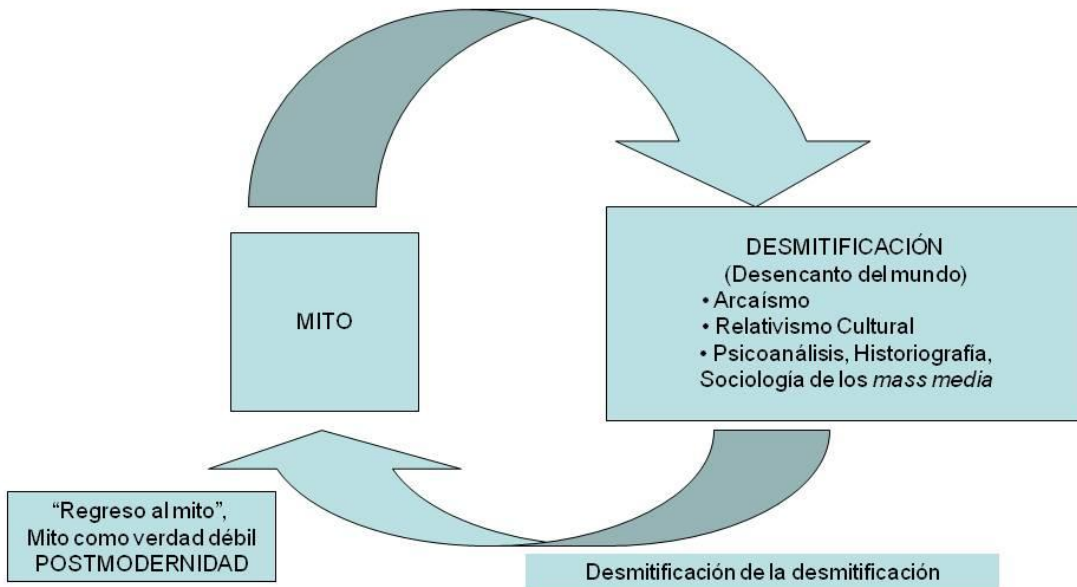 MITO
DESMITIFICACIÓN
(Desencanto del mundo)
• Arcaísmo
• Relativismo Cultural
• Psicoanálisis, Historiografía,
Sociología de los mass media
"Regreso al mito",
Mito como verdad débil
POSTMODERNIDAD
Desmitificación de la desmitificación